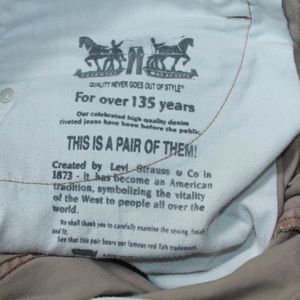 QUALITY NEVER GOES OUT OF STYLE™
For over 135 years
Our celebrated high quality denim
riveted jeans have been before the public
THIS IS A PAIR OF THEM!
Created by Levi Strauss & Co in
1873 - It has become an American
tradition, symbolizing the vitality
of the West to people all over the
world.
We shall thank you to carefully examine the sewing, finish
and fit.
See that this pair bears our famous red Tab trademark